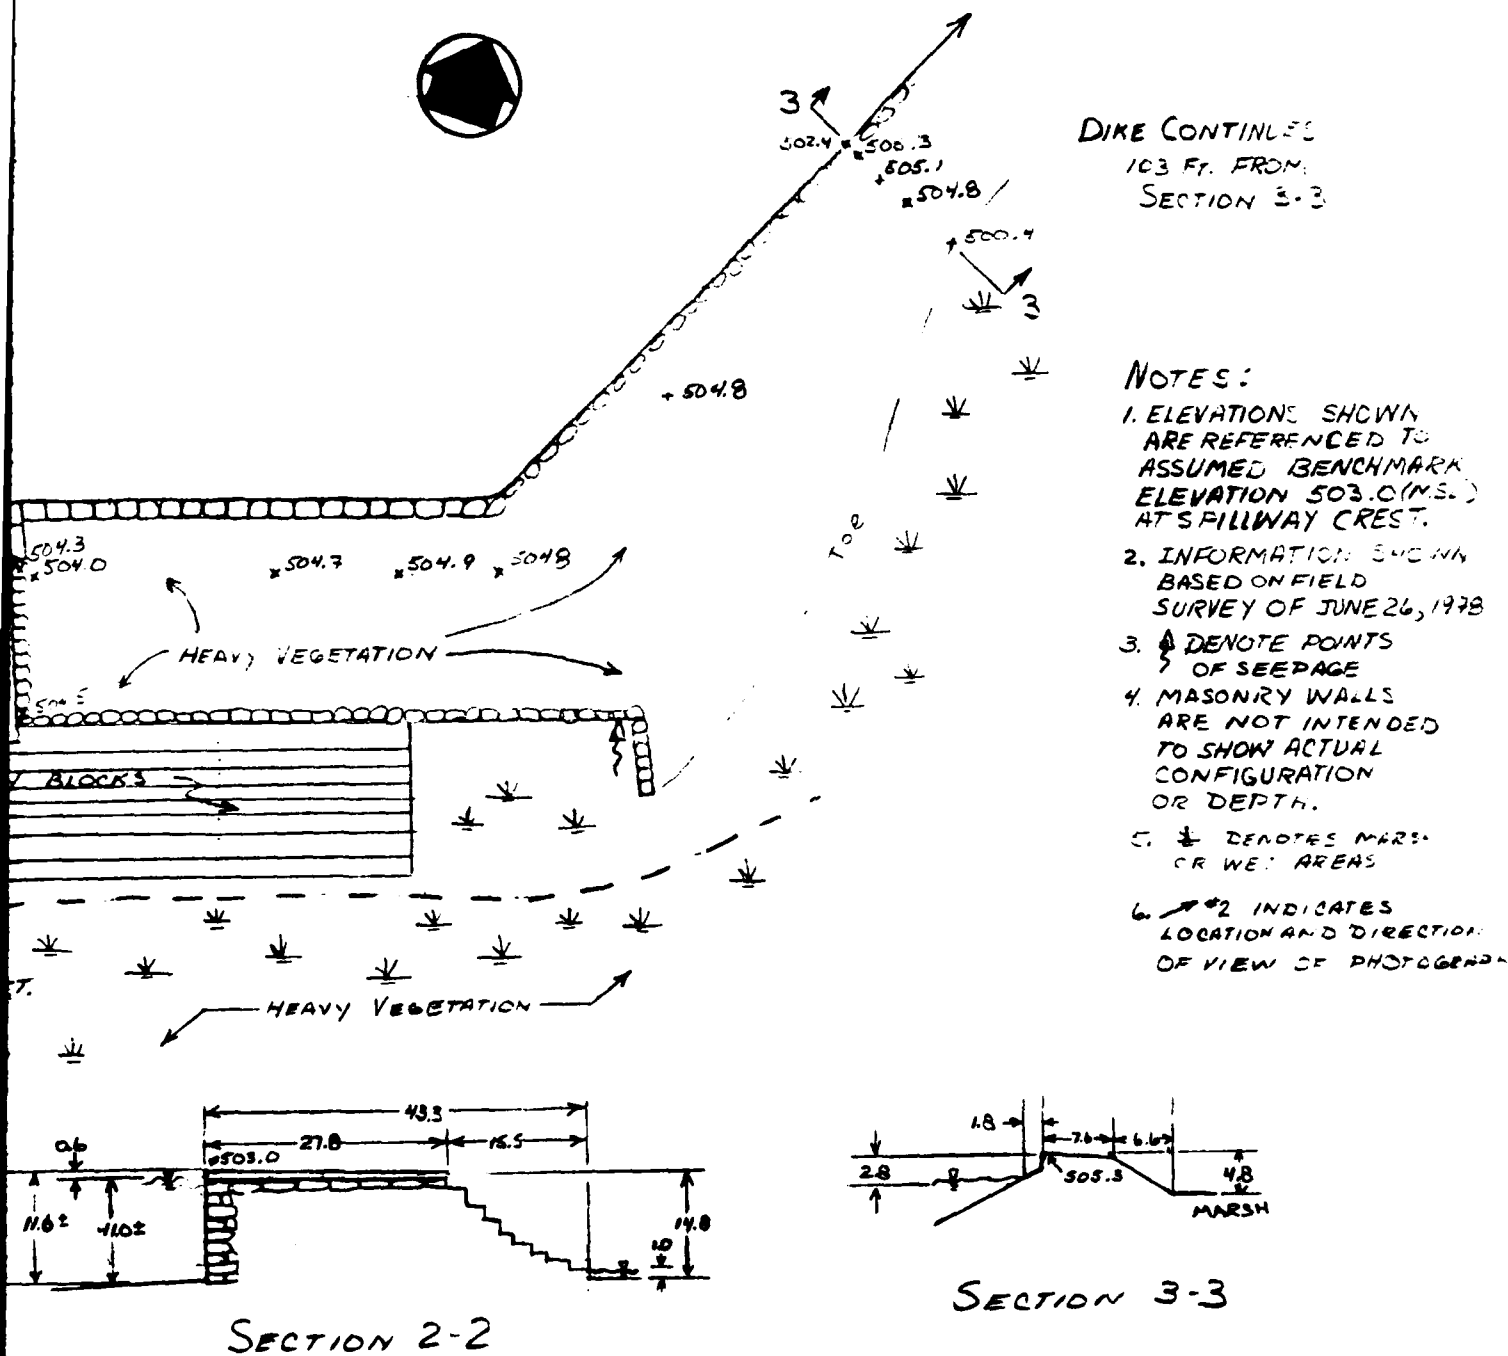 3
502.4
505.1
504.8
500.4
3
DIKE CONTINUES
103 FT. FROM
SECTION 3-3
+ 504.8
504.3
504.0
504.7
504.9
504.8
TOE
HEAVY VEGETATION
BLOCKS
HEAVY VEGETATION
NOTES:
1. ELEVATIONS SHOWN
ARE REFERENCED TO
ASSUMED BENCHMARK
ELEVATION 503.0
AT SPILLWAY CREST.
2. INFORMATION SHOWN
BASED ON FIELD
SURVEY OF JUNE 26, 1978
3. DENOTE POINTS
OF SEEPAGE
4. MASONRY WALLS
ARE NOT INTENDED
TO SHOW ACTUAL
CONFIGURATION
OR DEPTH.
5. DENOTES MARSH
OR WET AREAS
6. #2 INDICATES
LOCATION AND DIRECTION
OF VIEW OF
43.3
27.8
15.5
503.0
0.6
11.6±
11.0±
14.8
1.0
SECTION 2-2
1.8
7.6
6.6
2.8
505.3
4.8
MARSH
SECTION 3-3